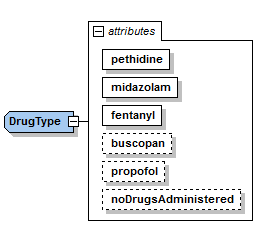 attributes
pethidine
midazolam
DrugType
fentanyl
buscopan
propofol
noDrugsAdministered